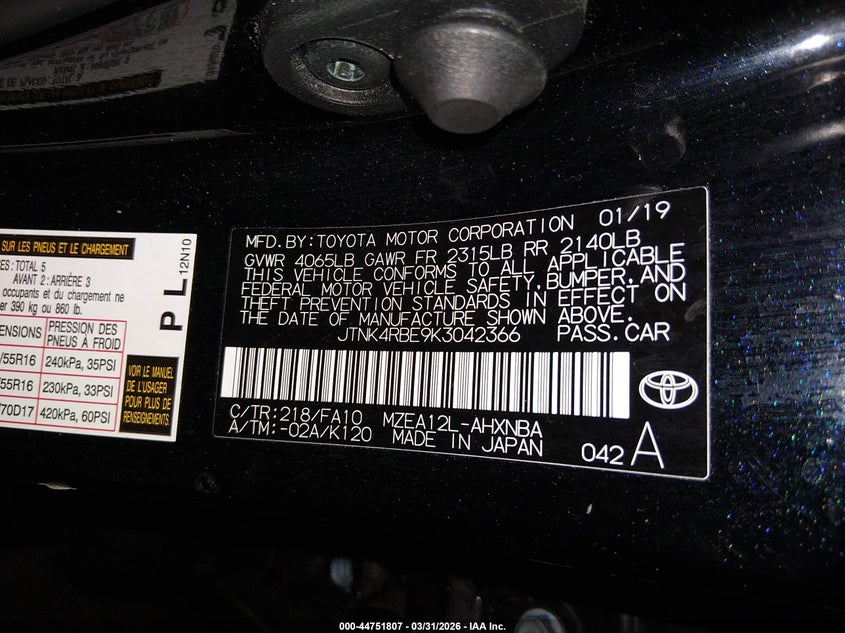 SUR LES PNEUS ET LE CHARGEMENT
TOTAL 5
AVANT 2: ARRIÈRE 3
occupants et du chargement ne
390 kg ou 860 lb.
PRESSION DES
PNEUS À FROID
/55R16 240kPa, 35PSI
/55R16 230kPa, 33PSI
70D17 420kPa, 60PSI
VOIR LE MANUEL
DE L'USAGER
POUR PLUS DE
RENSEIGNEMENTS
P L 12N10
MFD. BY: TOYOTA MOTOR CORPORATION 01/19
GVWR 4065LB GAWR FR 2315LB RR 2140LB
THIS VEHICLE CONFORMS TO ALL APPLICABLE
FEDERAL MOTOR VEHICLE SAFETY, BUMPER, AND
THEFT PREVENTION STANDARDS IN EFFECT ON
THE DATE OF MANUFACTURE SHOWN ABOVE.
JTNK4RBE9K3042366 PASS. CAR
C/TR: 218/FA10 MZEA12L-AHXNBA
A/TM: -02A/K120 MADE IN JAPAN 042 A
000-44751807 - 03/31/2026 - IAA Inc.